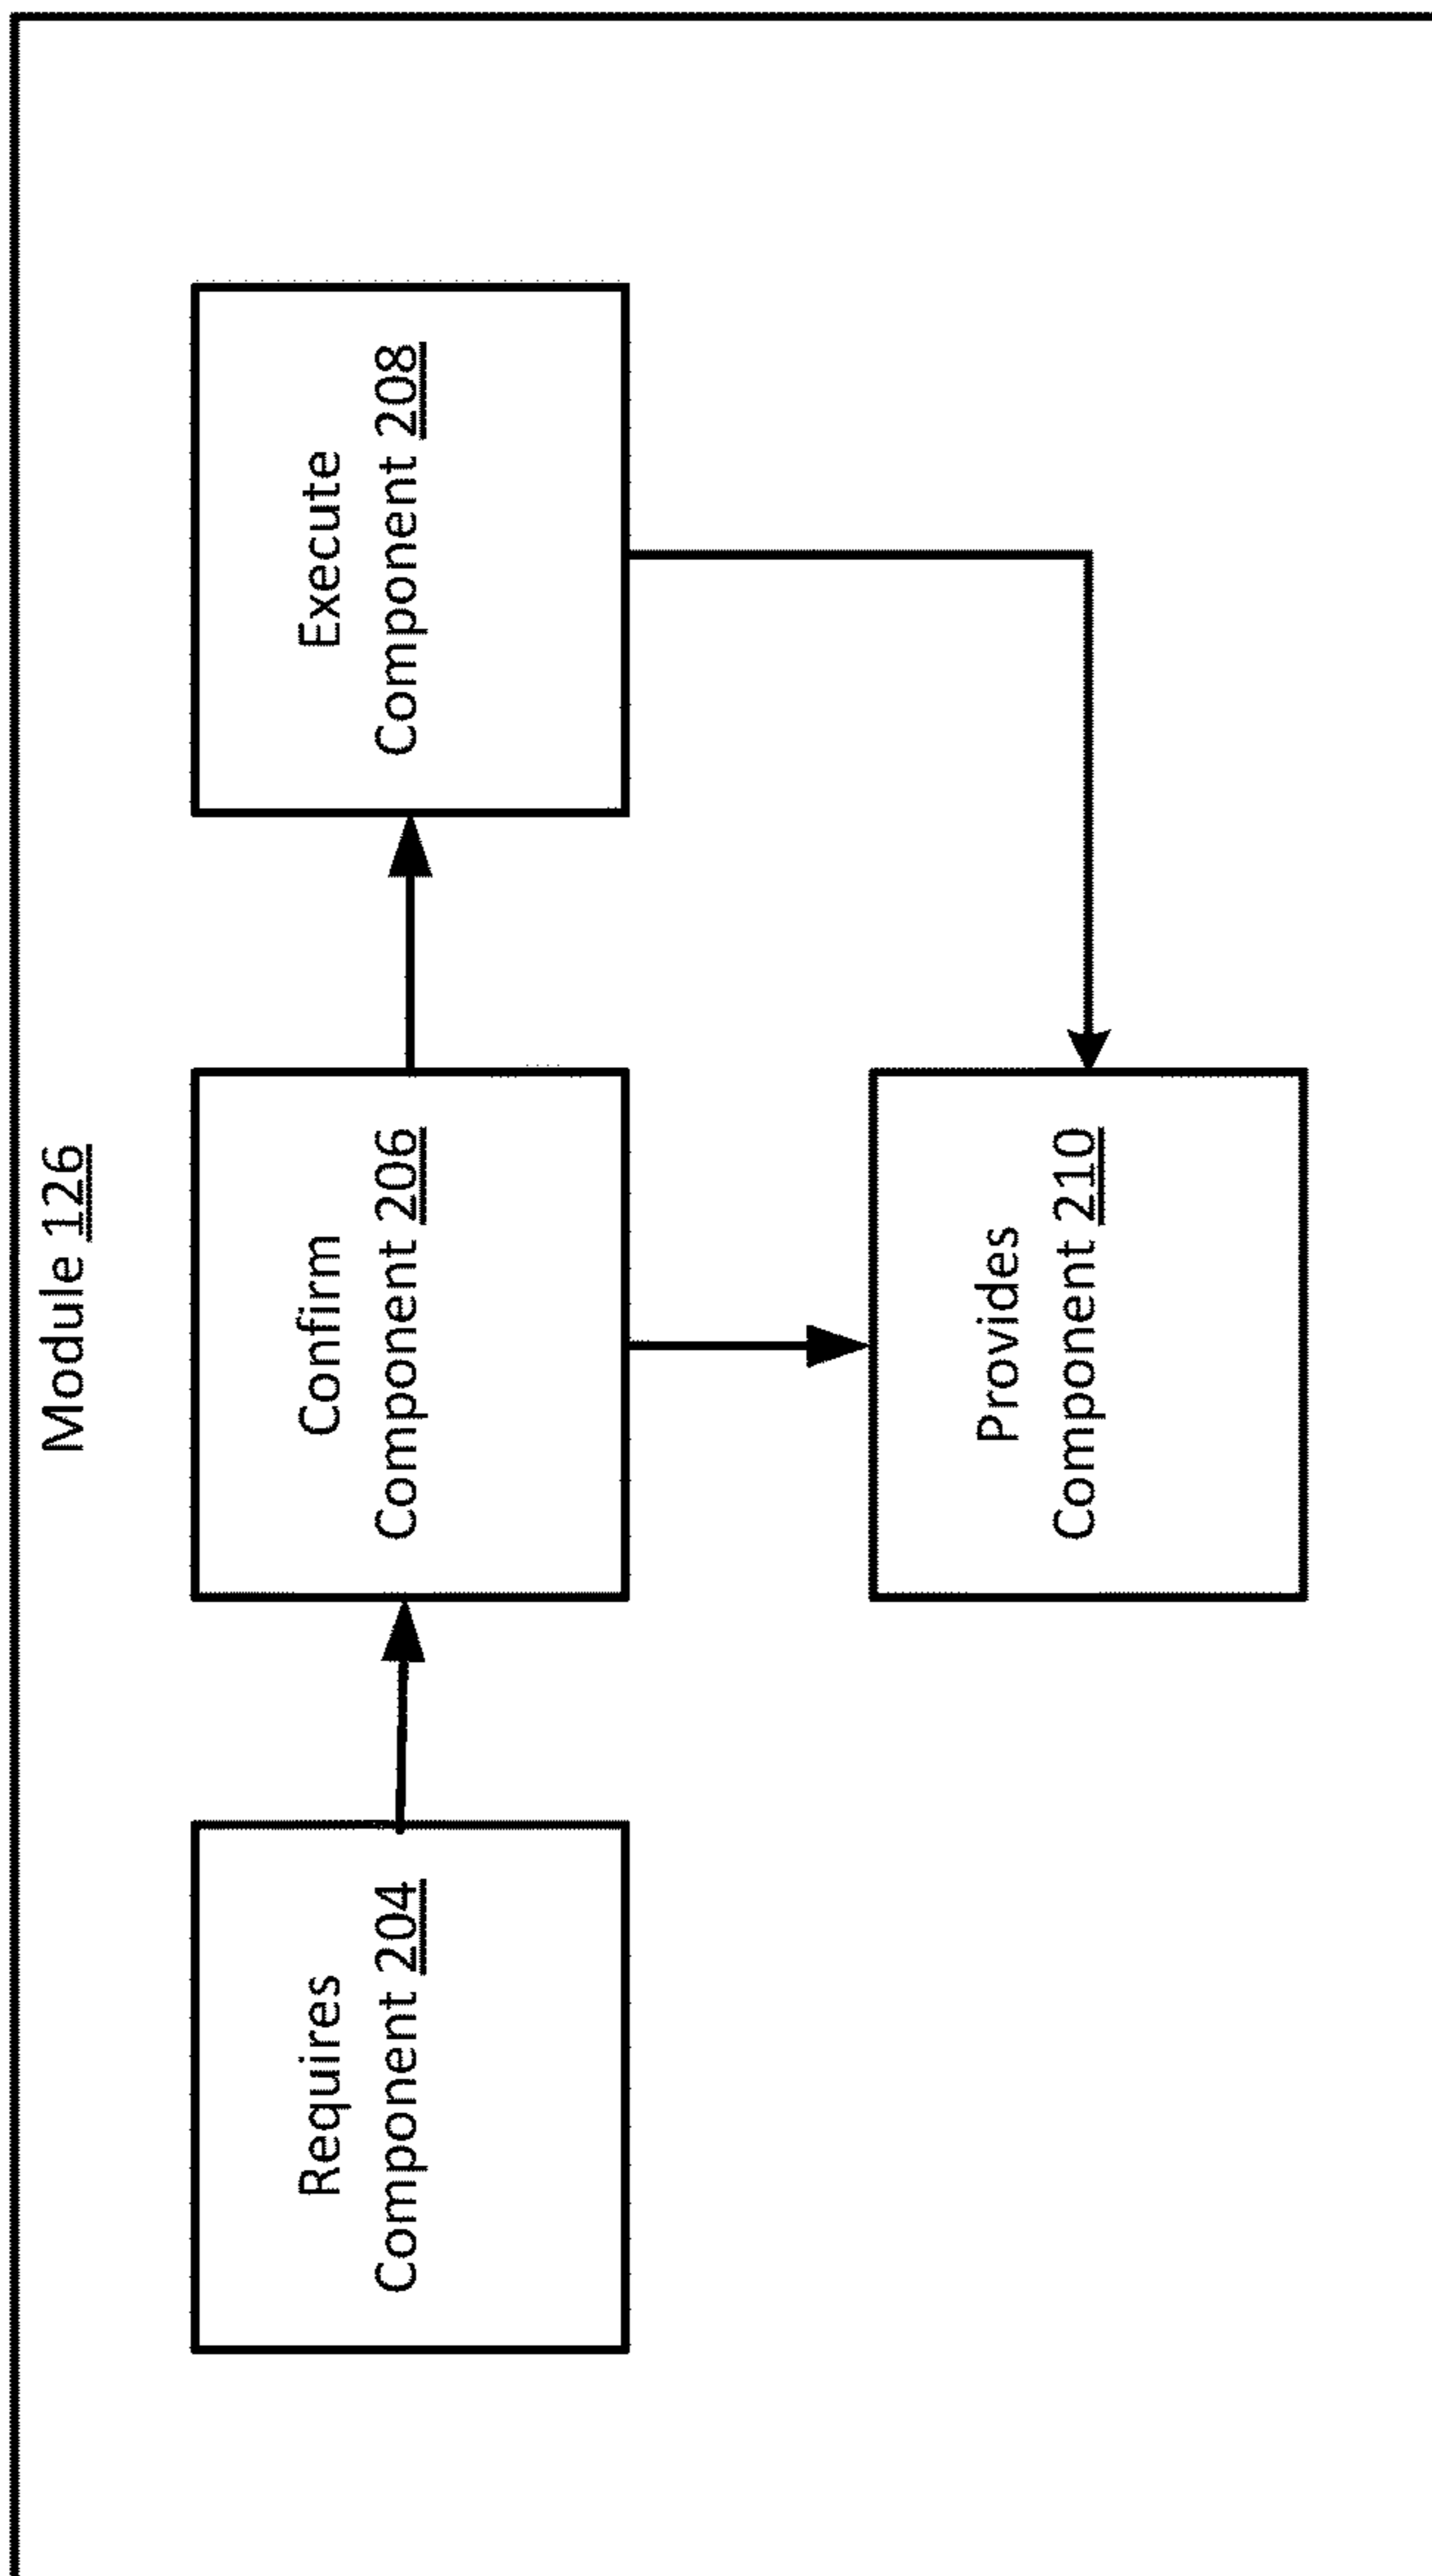 Module 126
Requires
Component 204
Confirm
Component 206
Execute
Component 208
Provides
Component 210